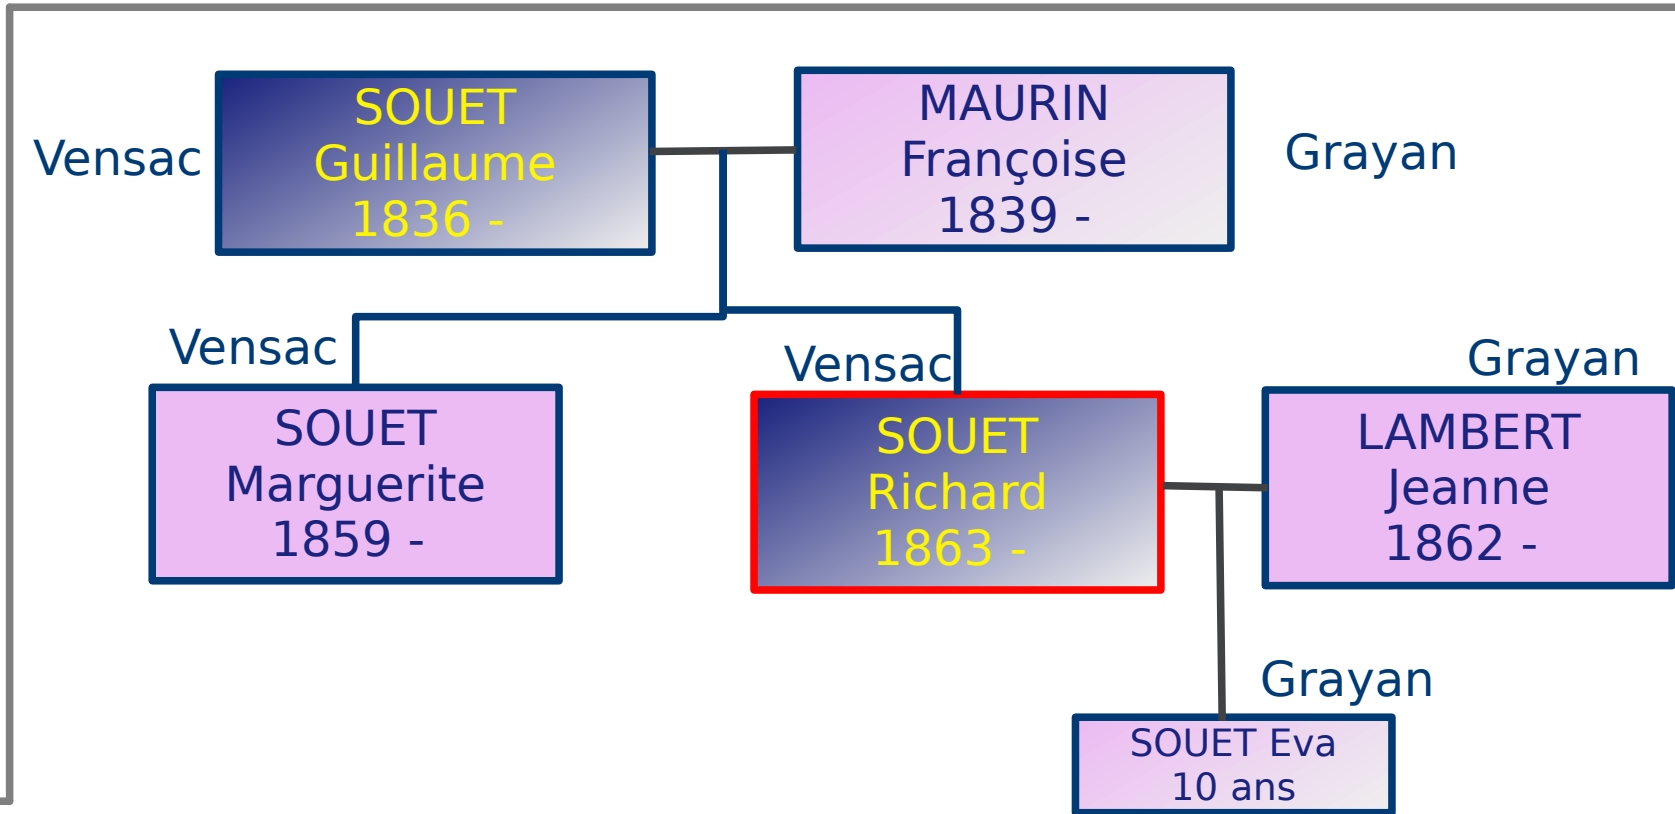 Vensac
SOUET
Guillaume
1836 -
MAURIN
Françoise
1839 -
Grayan
Vensac
SOUET
Marguerite
1859 -
Vensac
SOUET
Richard
1863 -
Grayan
LAMBERT
Jeanne
1862 -
Grayan
SOUET Eva
10 ans